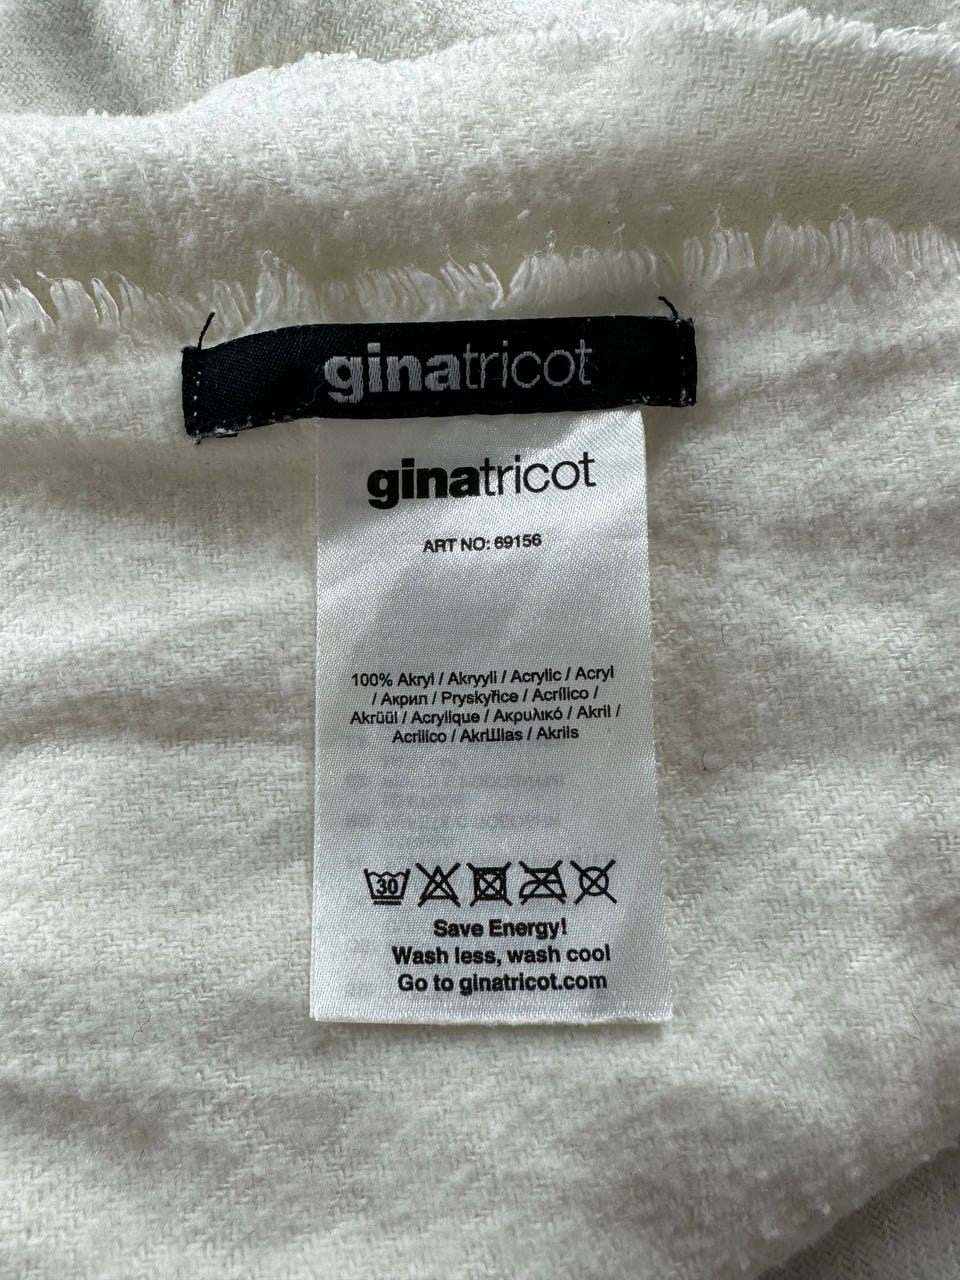 ginatricot
ginatricot
ART NO: 69156
100% Akryl / Akryyli / Acrylic / Acryl
/ Акрил / Pryskyřice / Acrílico /
Akrüül / Acrylique / Ακρυλικό / Akril /
Acrilico / AkrШlas / Akrils
30
Save Energy!
Wash less, wash cool
Go to ginatricot.com